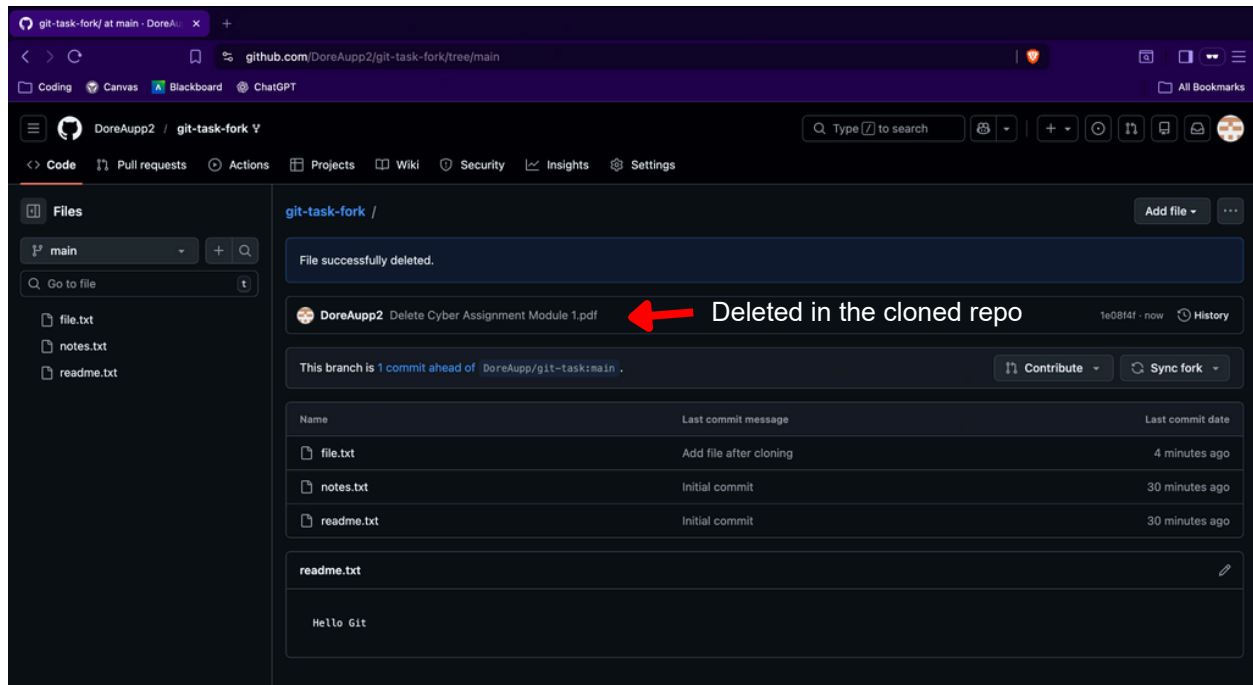 git-task-fork/ at main · DoreAu
github.com/DoreAupp2/git-task-fork/tree/main
Coding Canvas Blackboard ChatGPT All Bookmarks
DoreAupp2 / git-task-fork Type / to search
Code Pull requests Actions Projects Wiki Security Insights Settings
Files
main
Go to file t
file.txt
notes.txt
readme.txt
git-task-fork / Add file
File successfully deleted.
DoreAupp2 Delete Cyber Assignment Module 1.pdf Deleted in the cloned repo 1e08f4f · now History
This branch is 1 commit ahead of DoreAupp/git-task:main . Contribute Sync fork
Name Last commit message Last commit date
file.txt Add file after cloning 4 minutes ago
notes.txt Initial commit 30 minutes ago
readme.txt Initial commit 30 minutes ago
readme.txt
Hello Git